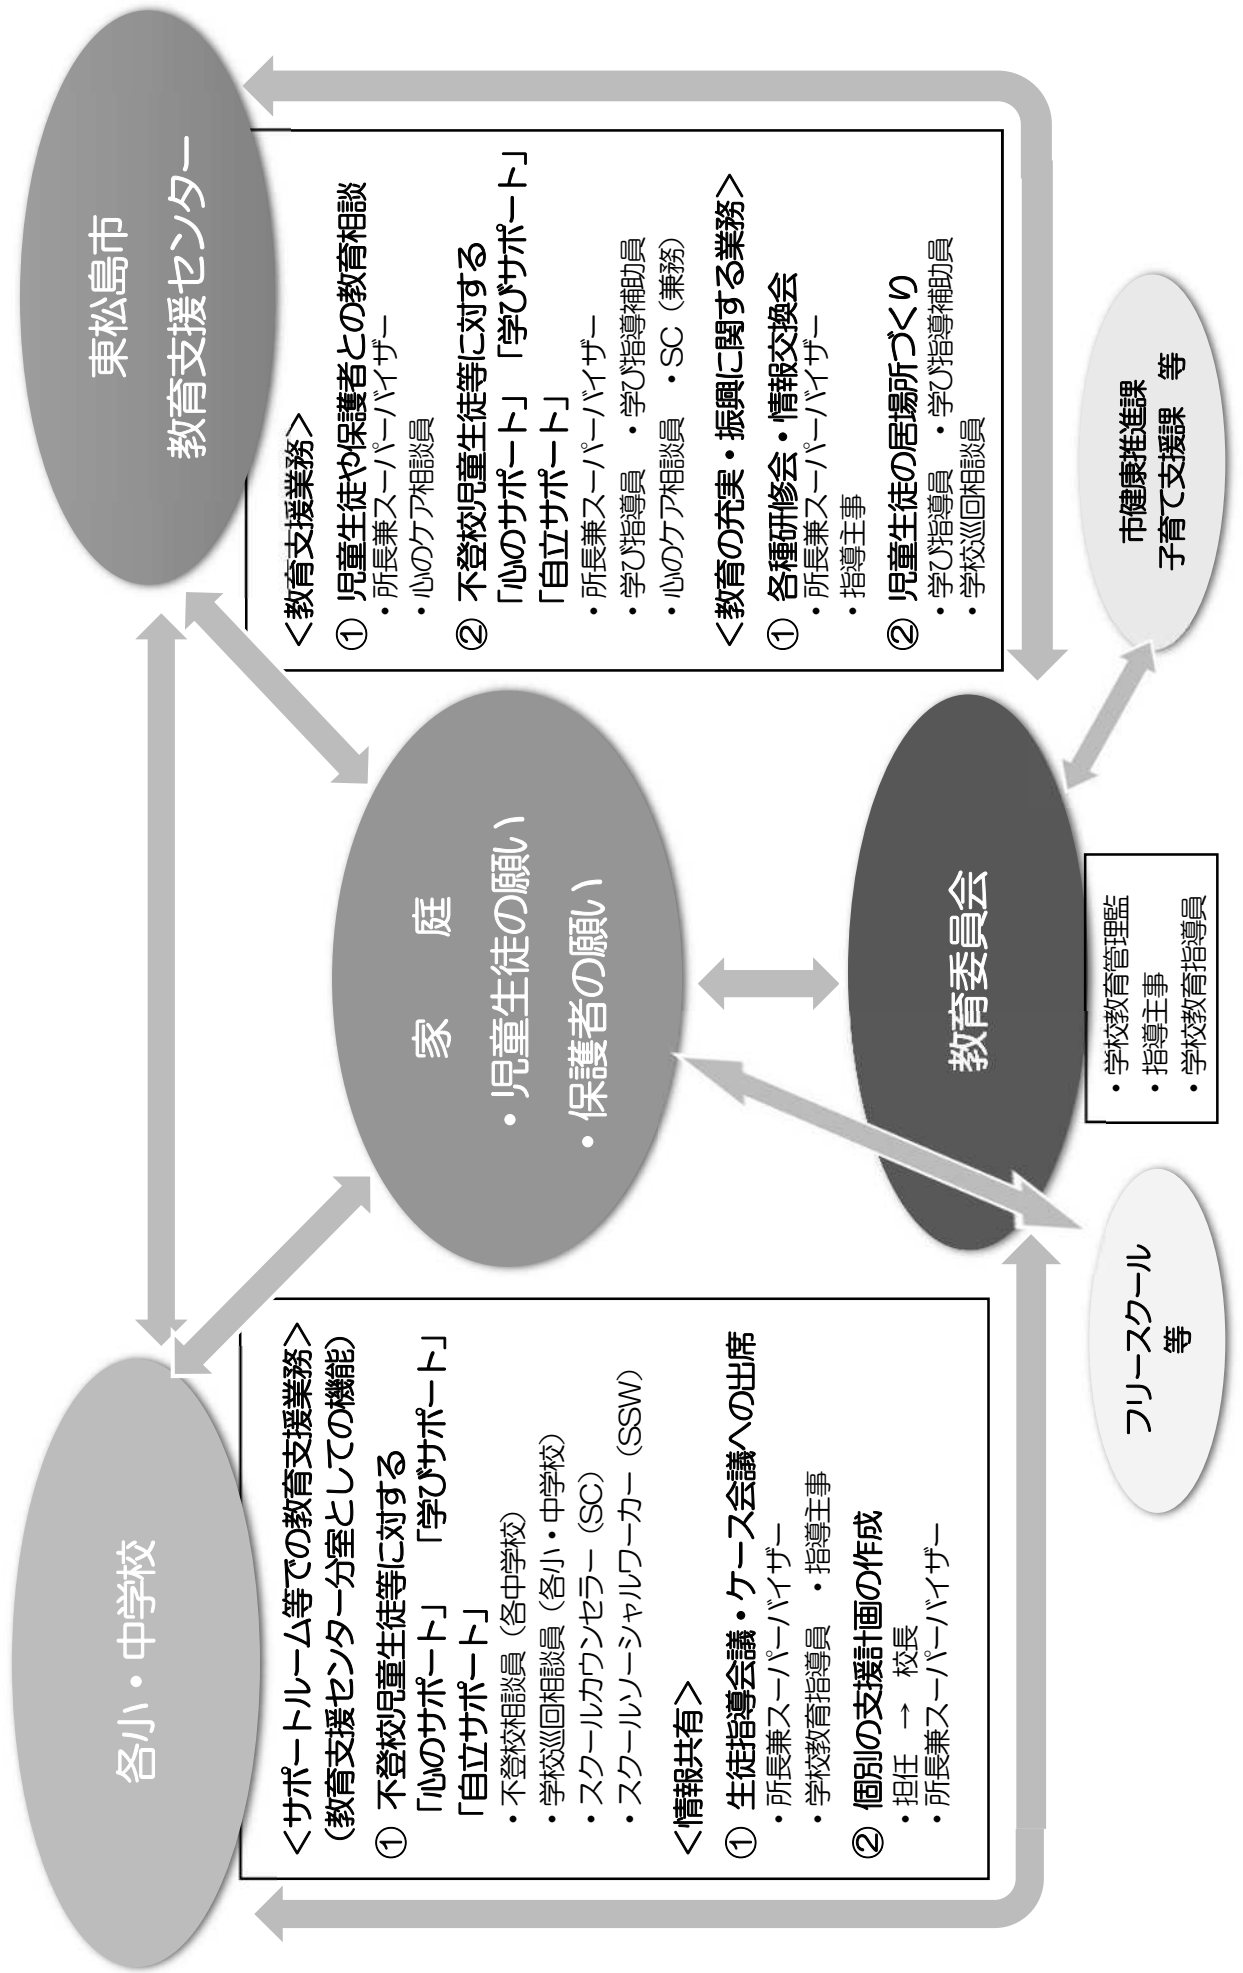 各小・中学校
＜サポートルーム等での教育支援業務＞
（教育支援センター分室としての機能）
① 不登校児童生徒等に対する
「心のサポート」「学びサポート」
「自立サポート」
・不登校相談員（各中学校）
・学校巡回相談員（各小・中学校）
・スクールカウンセラー（SC）
・スクールソーシャルワーカー（SSW）
＜情報共有＞
① 生徒指導会議・ケース会議への出席
・所長兼スーパーバイザー
・学校教育指導員 ・指導主事
② 個別の支援計画の作成
・担任 → 校長
・所長兼スーパーバイザー
家 庭
・児童生徒の願い
・保護者の願い
東松島市
教育支援センター
＜教育支援業務＞
① 児童生徒や保護者との教育相談
・所長兼スーパーバイザー
・心のケア相談員
② 不登校児童生徒等に対する
「心のサポート」「学びサポート」
「自立サポート」
・所長兼スーパーバイザー
・学び指導員 ・学び指導補助員
・心のケア相談員 ・SC（兼務）
＜教育の充実・振興に関する業務＞
① 各種研修会・情報交換会
・所長兼スーパーバイザー
・指導主事
② 児童生徒の居場所づくり
・学び指導員 ・学び指導補助員
・学校巡回相談員
教育委員会
・学校教育管理監
・指導主事
・学校教育指導員
フリースクール
等
市健康推進課
子育て支援課 等